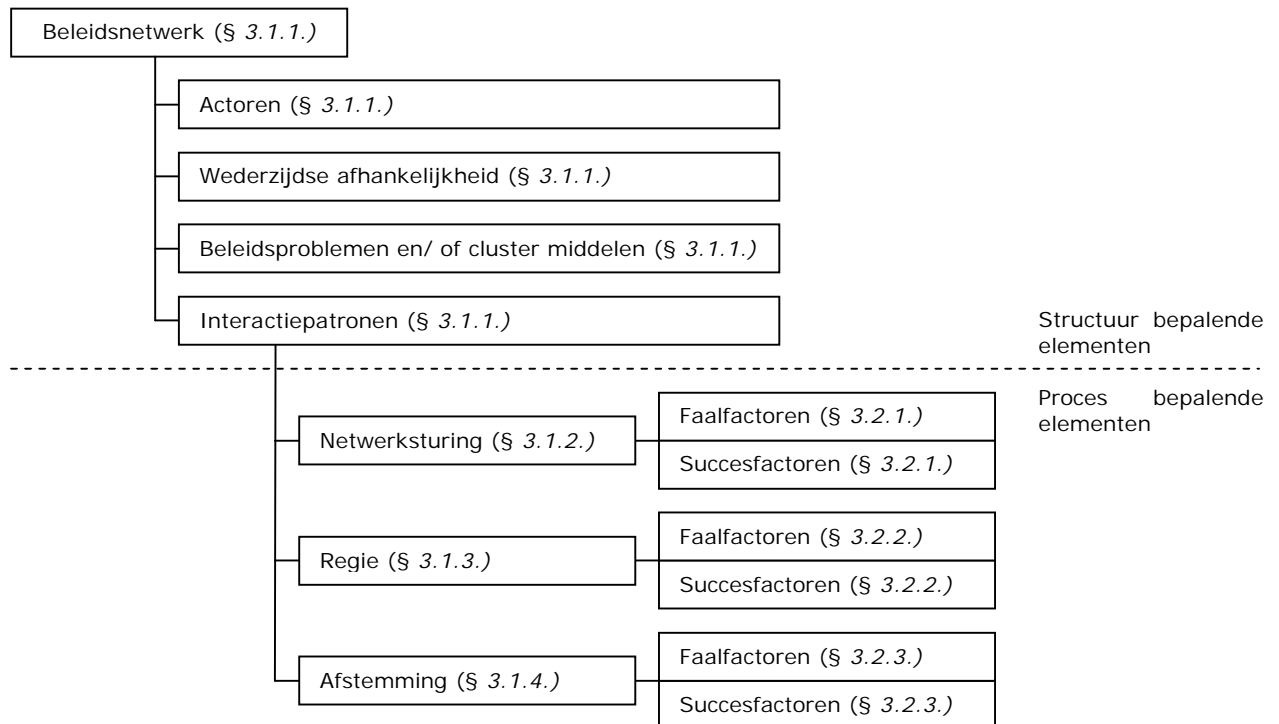 Beleidsnetwerk (§ 3.1.1.)
Actoren (§ 3.1.1.)
Wederzijdse afhankelijkheid (§ 3.1.1.)
Beleidsproblemen en/ of cluster middelen (§ 3.1.1.)
Interactiepatronen (§ 3.1.1.)
Structuur bepalende
elementen
Proces bepalende
elementen
Netwerksturing (§ 3.1.2.)
Faalfactoren (§ 3.2.1.)
Succesfactoren (§ 3.2.1.)
Regie (§ 3.1.3.)
Faalfactoren (§ 3.2.2.)
Succesfactoren (§ 3.2.2.)
Afstemming (§ 3.1.4.)
Faalfactoren (§ 3.2.3.)
Succesfactoren (§ 3.2.3.)